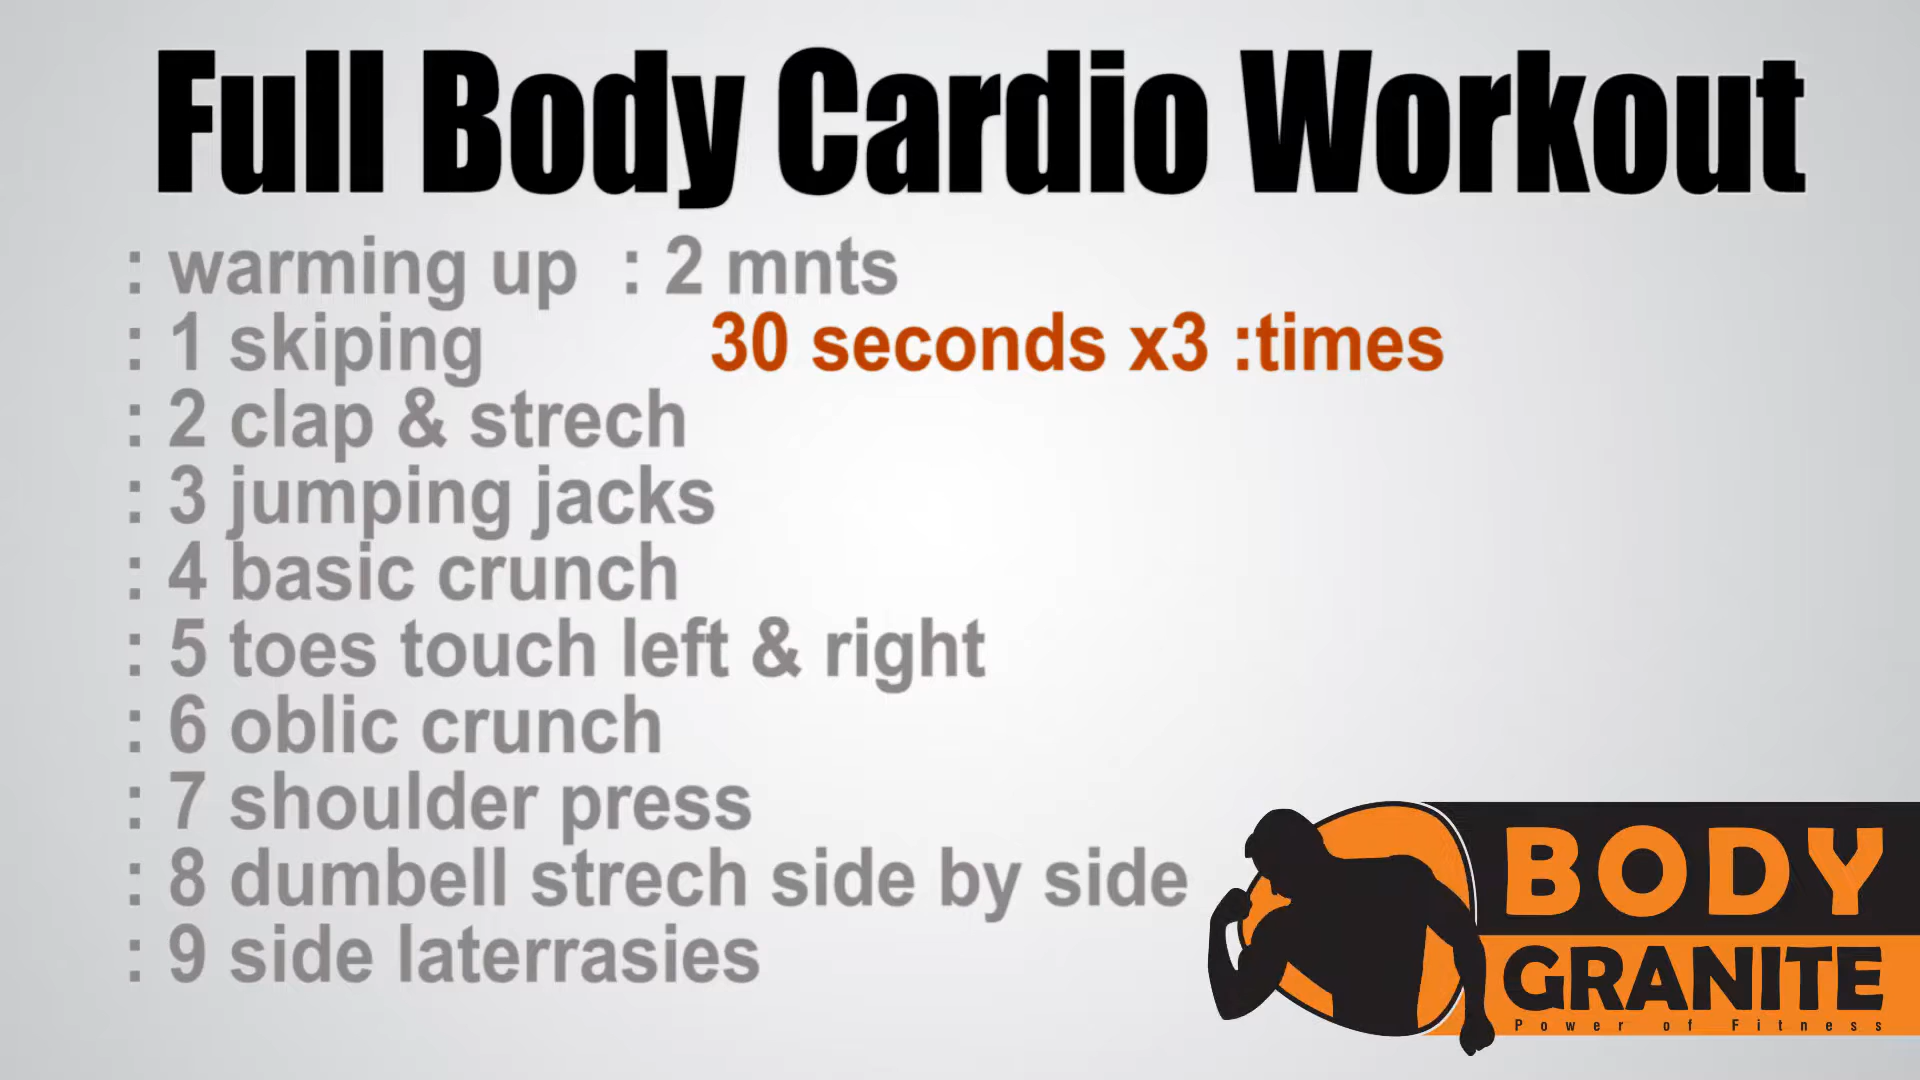 Full Body Cardio Workout
: warming up : 2 mnts
: 1 skiping 30 seconds x3 :times
: 2 clap & strech
: 3 jumping jacks
: 4 basic crunch
: 5 toes touch left & right
: 6 oblic crunch
: 7 shoulder press
: 8 dumbell strech side by side
: 9 side laterrasies
BODY
GRANITE
Power of Fitness